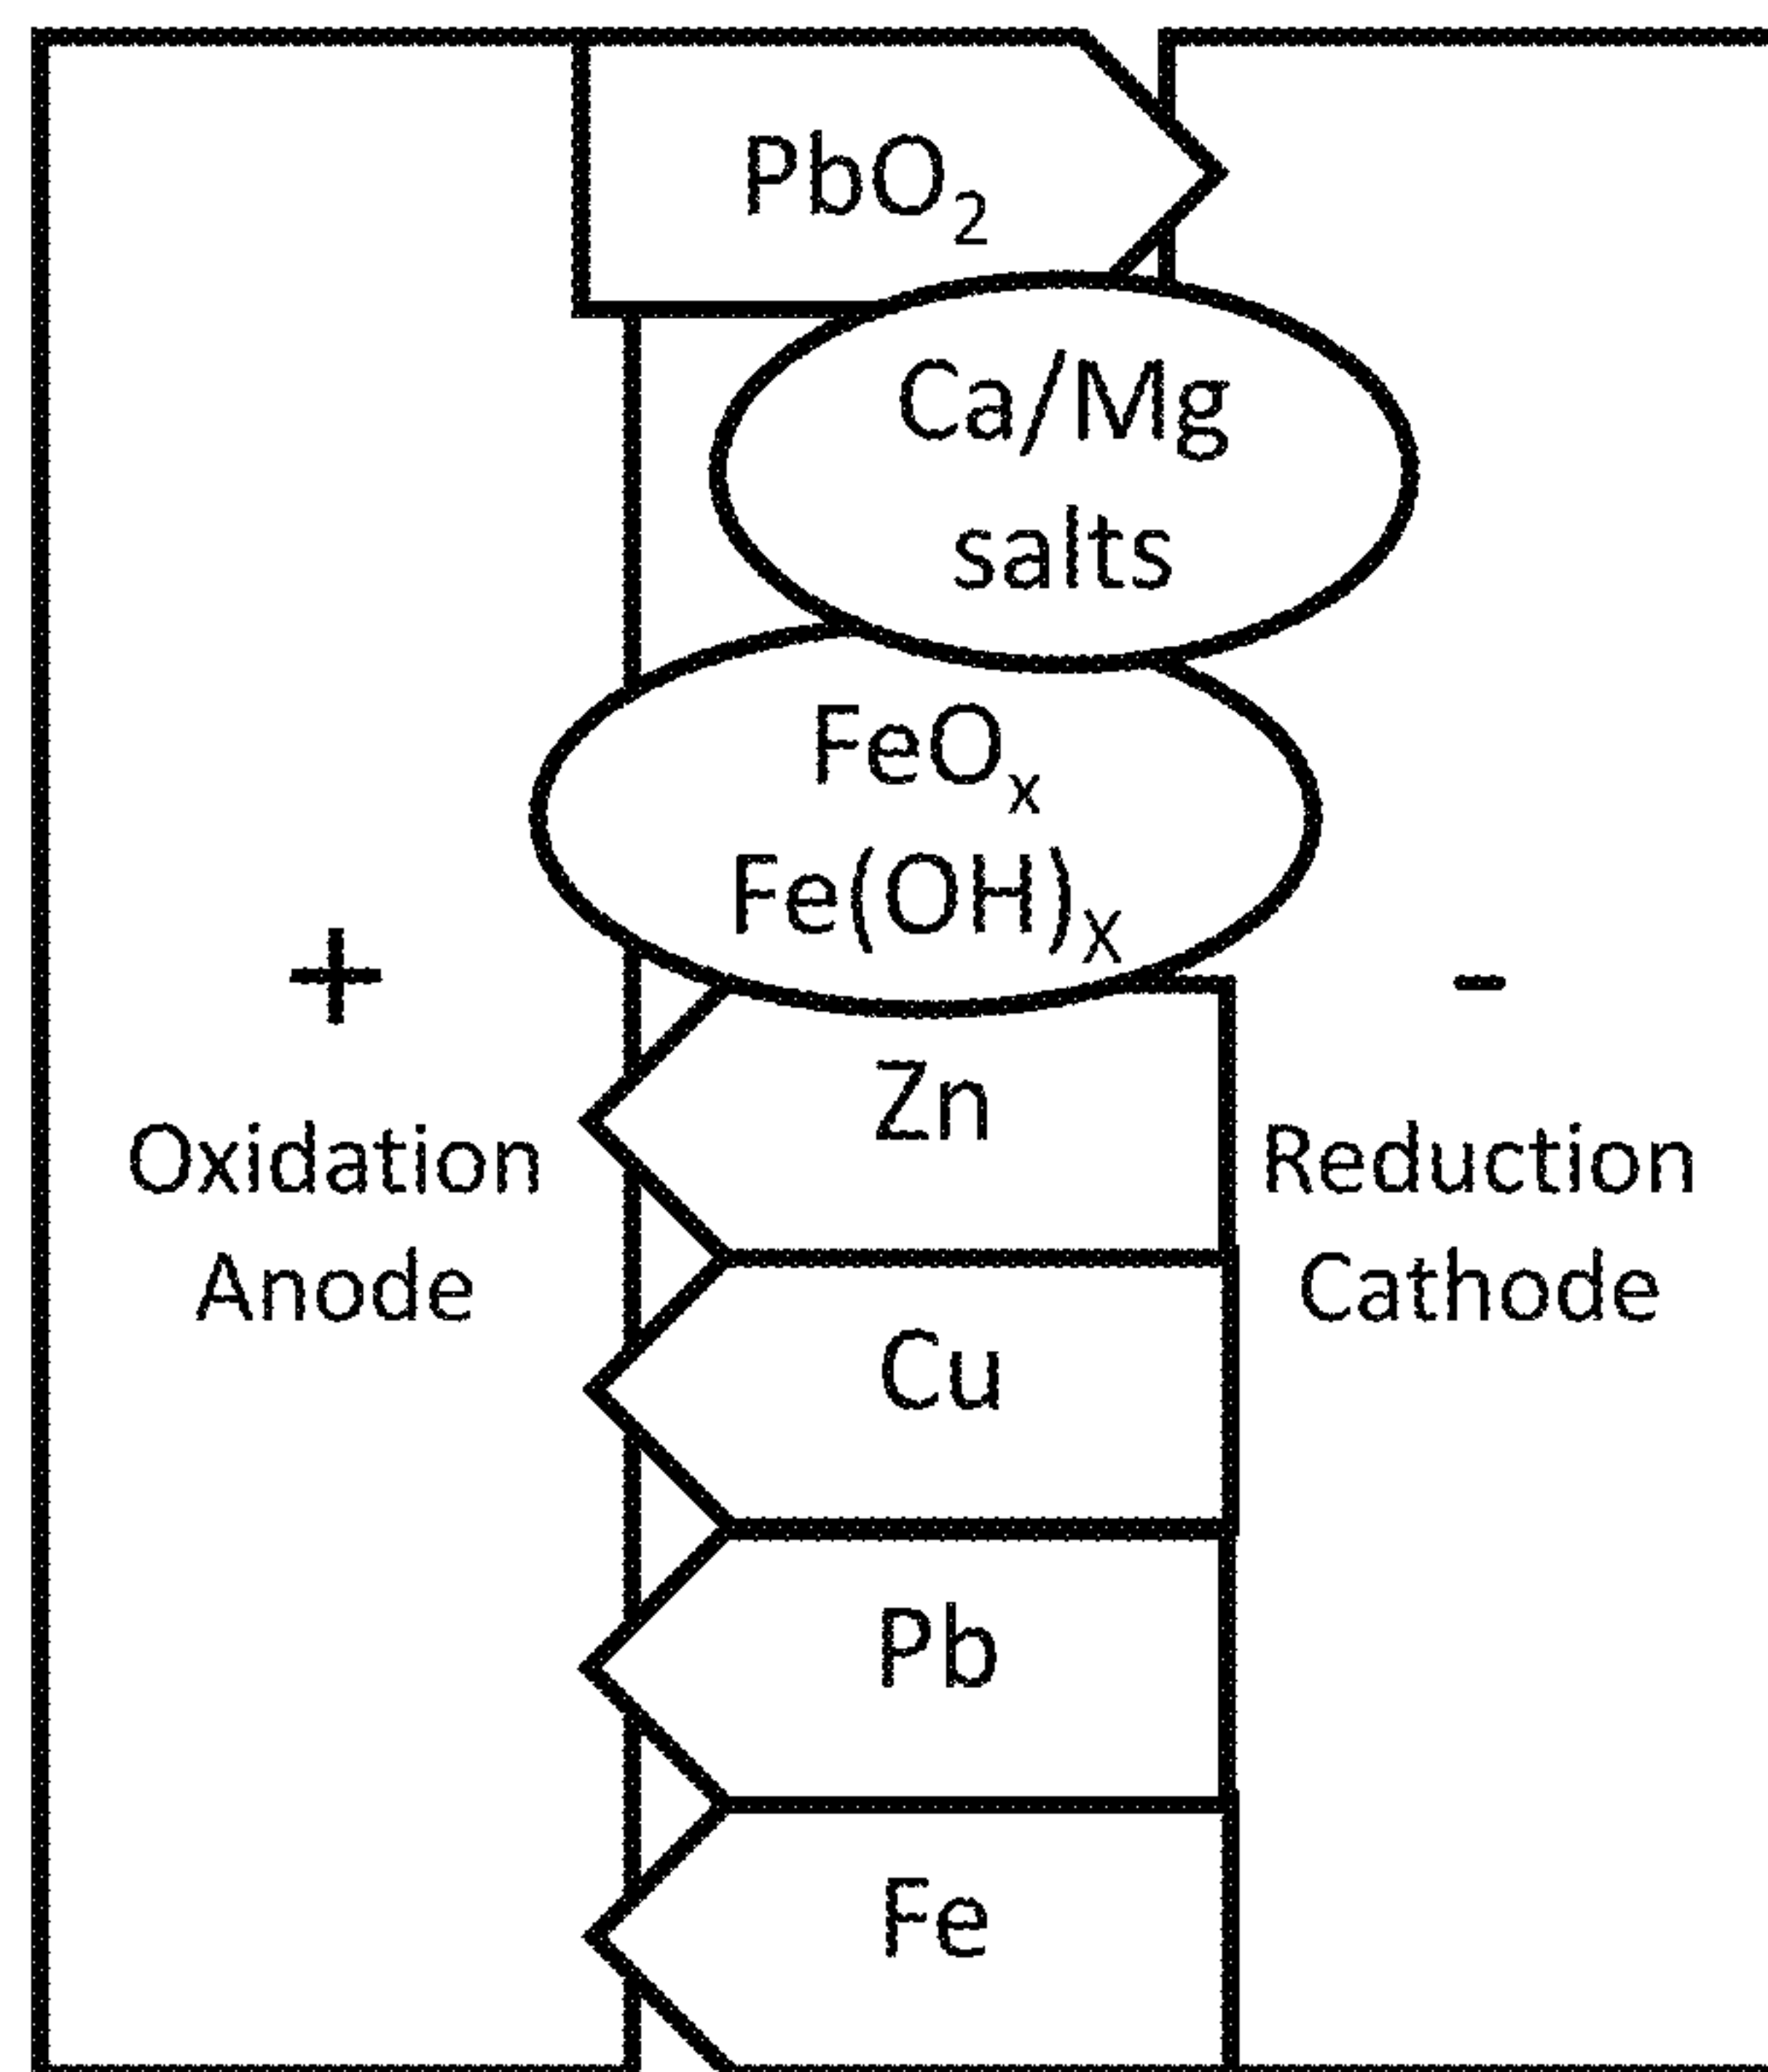 PbO₂
Ca/Mg
salts
FeOₓ
Fe(OH)X
+
-
Zn
Oxidation
Anode
Reduction
Cathode
Cu
Pb
Fe